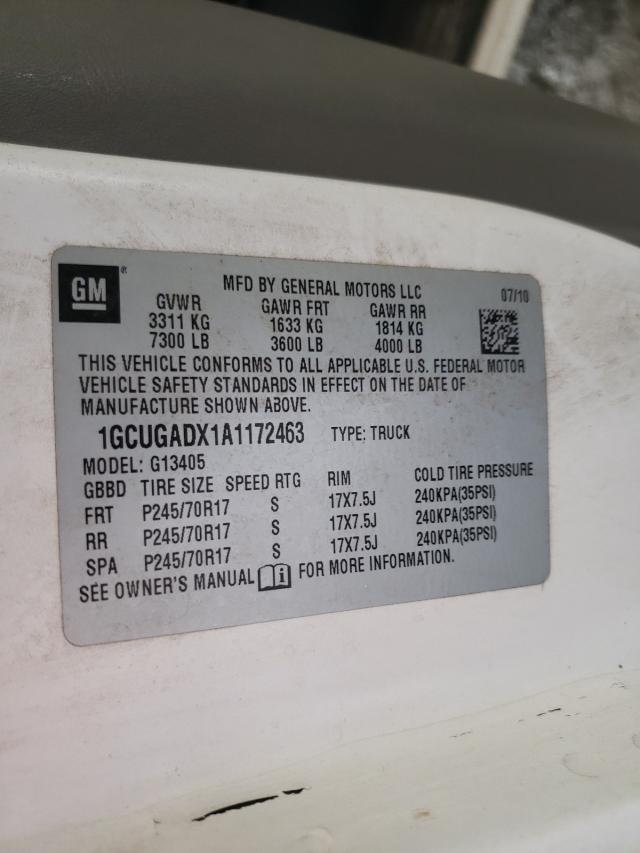 GM®
MFD BY GENERAL MOTORS LLC 07/10
GVWR GAWR FRT GAWR RR
3311 KG 1633 KG 1814 KG
7300 LB 3600 LB 4000 LB
THIS VEHICLE CONFORMS TO ALL APPLICABLE U.S. FEDERAL MOTOR
VEHICLE SAFETY STANDARDS IN EFFECT ON THE DATE OF
MANUFACTURE SHOWN ABOVE.
1GCUGADX1A1172463 TYPE: TRUCK
MODEL: G13405
GBBD TIRE SIZE SPEED RTG RIM COLD TIRE PRESSURE
FRT P245/70R17 S 17X7.5J 240KPA(35PSI)
RR P245/70R17 S 17X7.5J 240KPA(35PSI)
SPA P245/70R17 S 17X7.5J 240KPA(35PSI)
SEE OWNER'S MANUAL i FOR MORE INFORMATION.